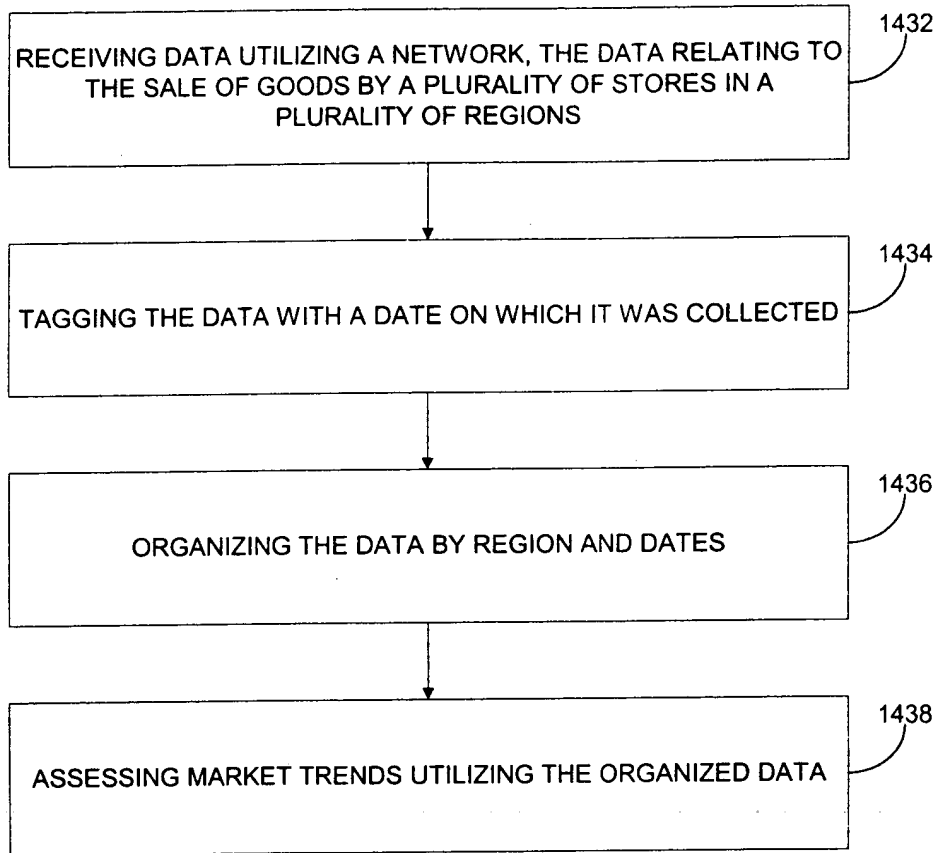 1432
RECEIVING DATA UTILIZING A NETWORK, THE DATA RELATING TO
THE SALE OF GOODS BY A PLURALITY OF STORES IN A
PLURALITY OF REGIONS
1434
TAGGING THE DATA WITH A DATE ON WHICH IT WAS COLLECTED
1436
ORGANIZING THE DATA BY REGION AND DATES
1438
ASSESSING MARKET TRENDS UTILIZING THE ORGANIZED DATA